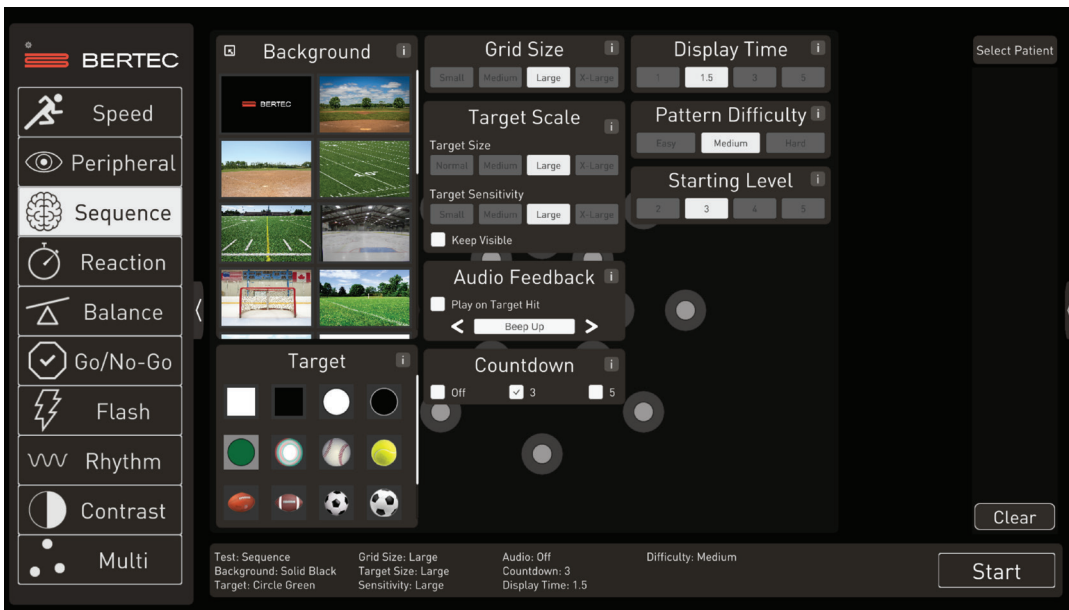 BERTEC
Speed
Peripheral
Sequence
Reaction
Balance
Go/No-Go
Flash
Rhythm
Contrast
Multi
Background i
BERTEC
Target i
Grid Size i
Small Medium Large X-Large
Target Scale i
Target Size
Normal Medium Large X-Large
Target Sensitivity
Small Medium Large X-Large
Keep Visible
Audio Feedback i
Play on Target Hit
< Beep Up >
Countdown i
Off 3 5
Display Time i
1 1.5 3 5
Pattern Difficulty i
Easy Medium Hard
Starting Level i
2 3 4 5
Select Patient
Clear
Test: Sequence
Background: Solid Black
Target: Circle Green
Grid Size: Large
Target Size: Large
Sensitivity: Large
Audio: Off
Countdown: 3
Display Time: 1.5
Difficulty: Medium
Start